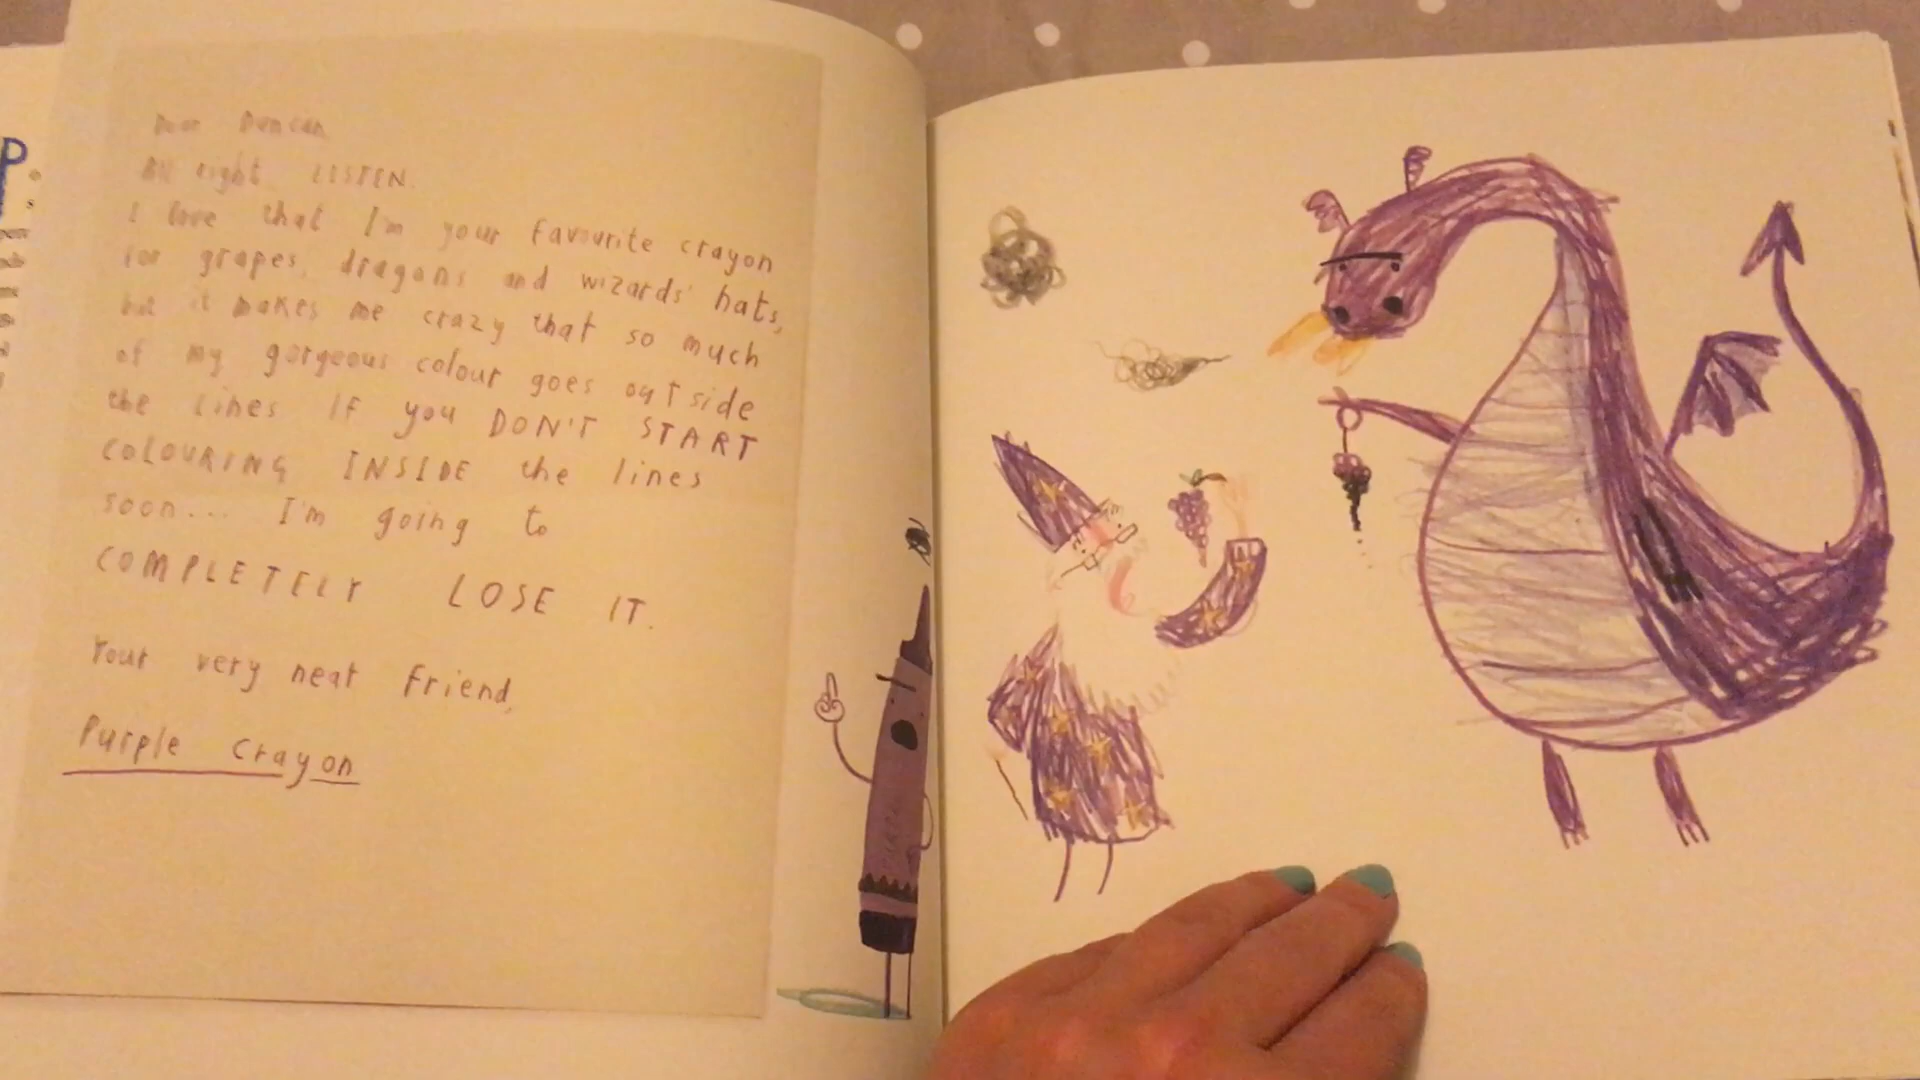 P
Dear Duncan
All right LISTEN.
I love that I'm your favourite crayon
for grapes, dragons and wizards' hats,
but it makes me crazy that so much
of my gorgeous colour goes outside
the lines IF you DON'T START
COLOURING INSIDE the lines
soon... I'm going to
COMPLETELY LOSE IT.
Your very neat friend,
Purple Crayon